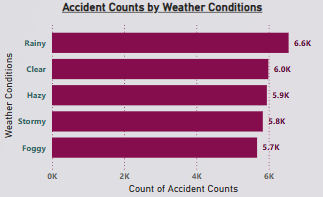 Accident Counts by Weather Conditions
Weather Conditions
Rainy 6.6K
Clear 6.0K
Hazy 5.9K
Stormy 5.8K
Foggy 5.7K
0K 2K 4K 6K
Count of Accident Counts